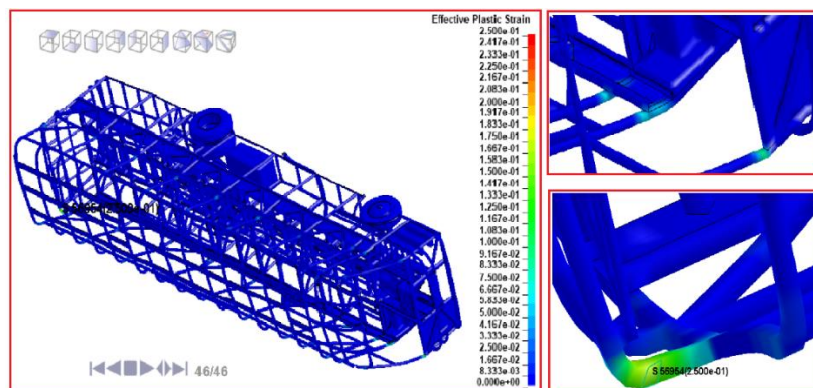 Effective Plastic Strain
2.500e-01
2.417e-01
2.333e-01
2.250e-01
2.167e-01
2.083e-01
2.000e-01
1.917e-01
1.833e-01
1.750e-01
1.667e-01
1.583e-01
1.500e-01
1.417e-01
1.333e-01
1.250e-01
1.167e-01
1.083e-01
1.000e-01
9.167e-02
8.333e-02
7.500e-02
6.667e-02
5.833e-02
5.000e-02
4.167e-02
3.333e-02
2.500e-02
1.667e-02
8.333e-03
0.000e+00
S 56954(2.500e-01)
46/46
S 56954(2.500e-01)